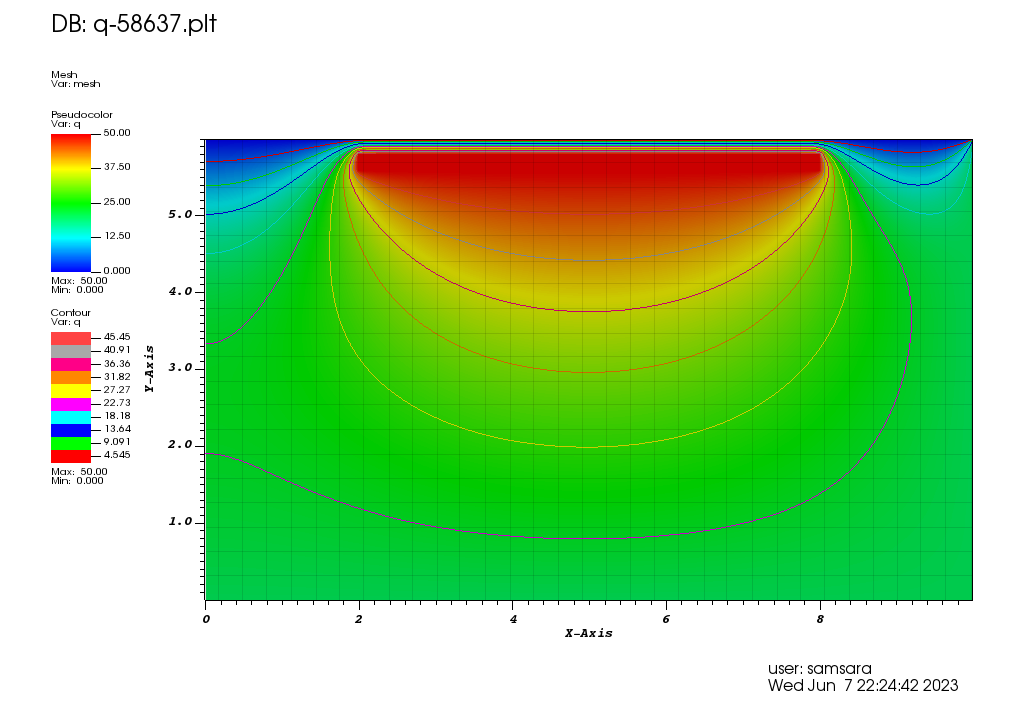 DB: q-58637.plt
Mesh
Var: mesh
Pseudocolor
Var: q
50.00
37.50
25.00
12.50
0.000
Max: 50.00
Min: 0.000
Contour
Var: q
45.45
40.91
36.36
31.82
27.27
22.73
18.18
13.64
9.091
4.545
Max: 50.00
Min: 0.000
Y-Axis
5.0
4.0
3.0
2.0
1.0
0 2 4 6 8
X-Axis
user: samsara
Wed Jun 7 22:24:42 2023